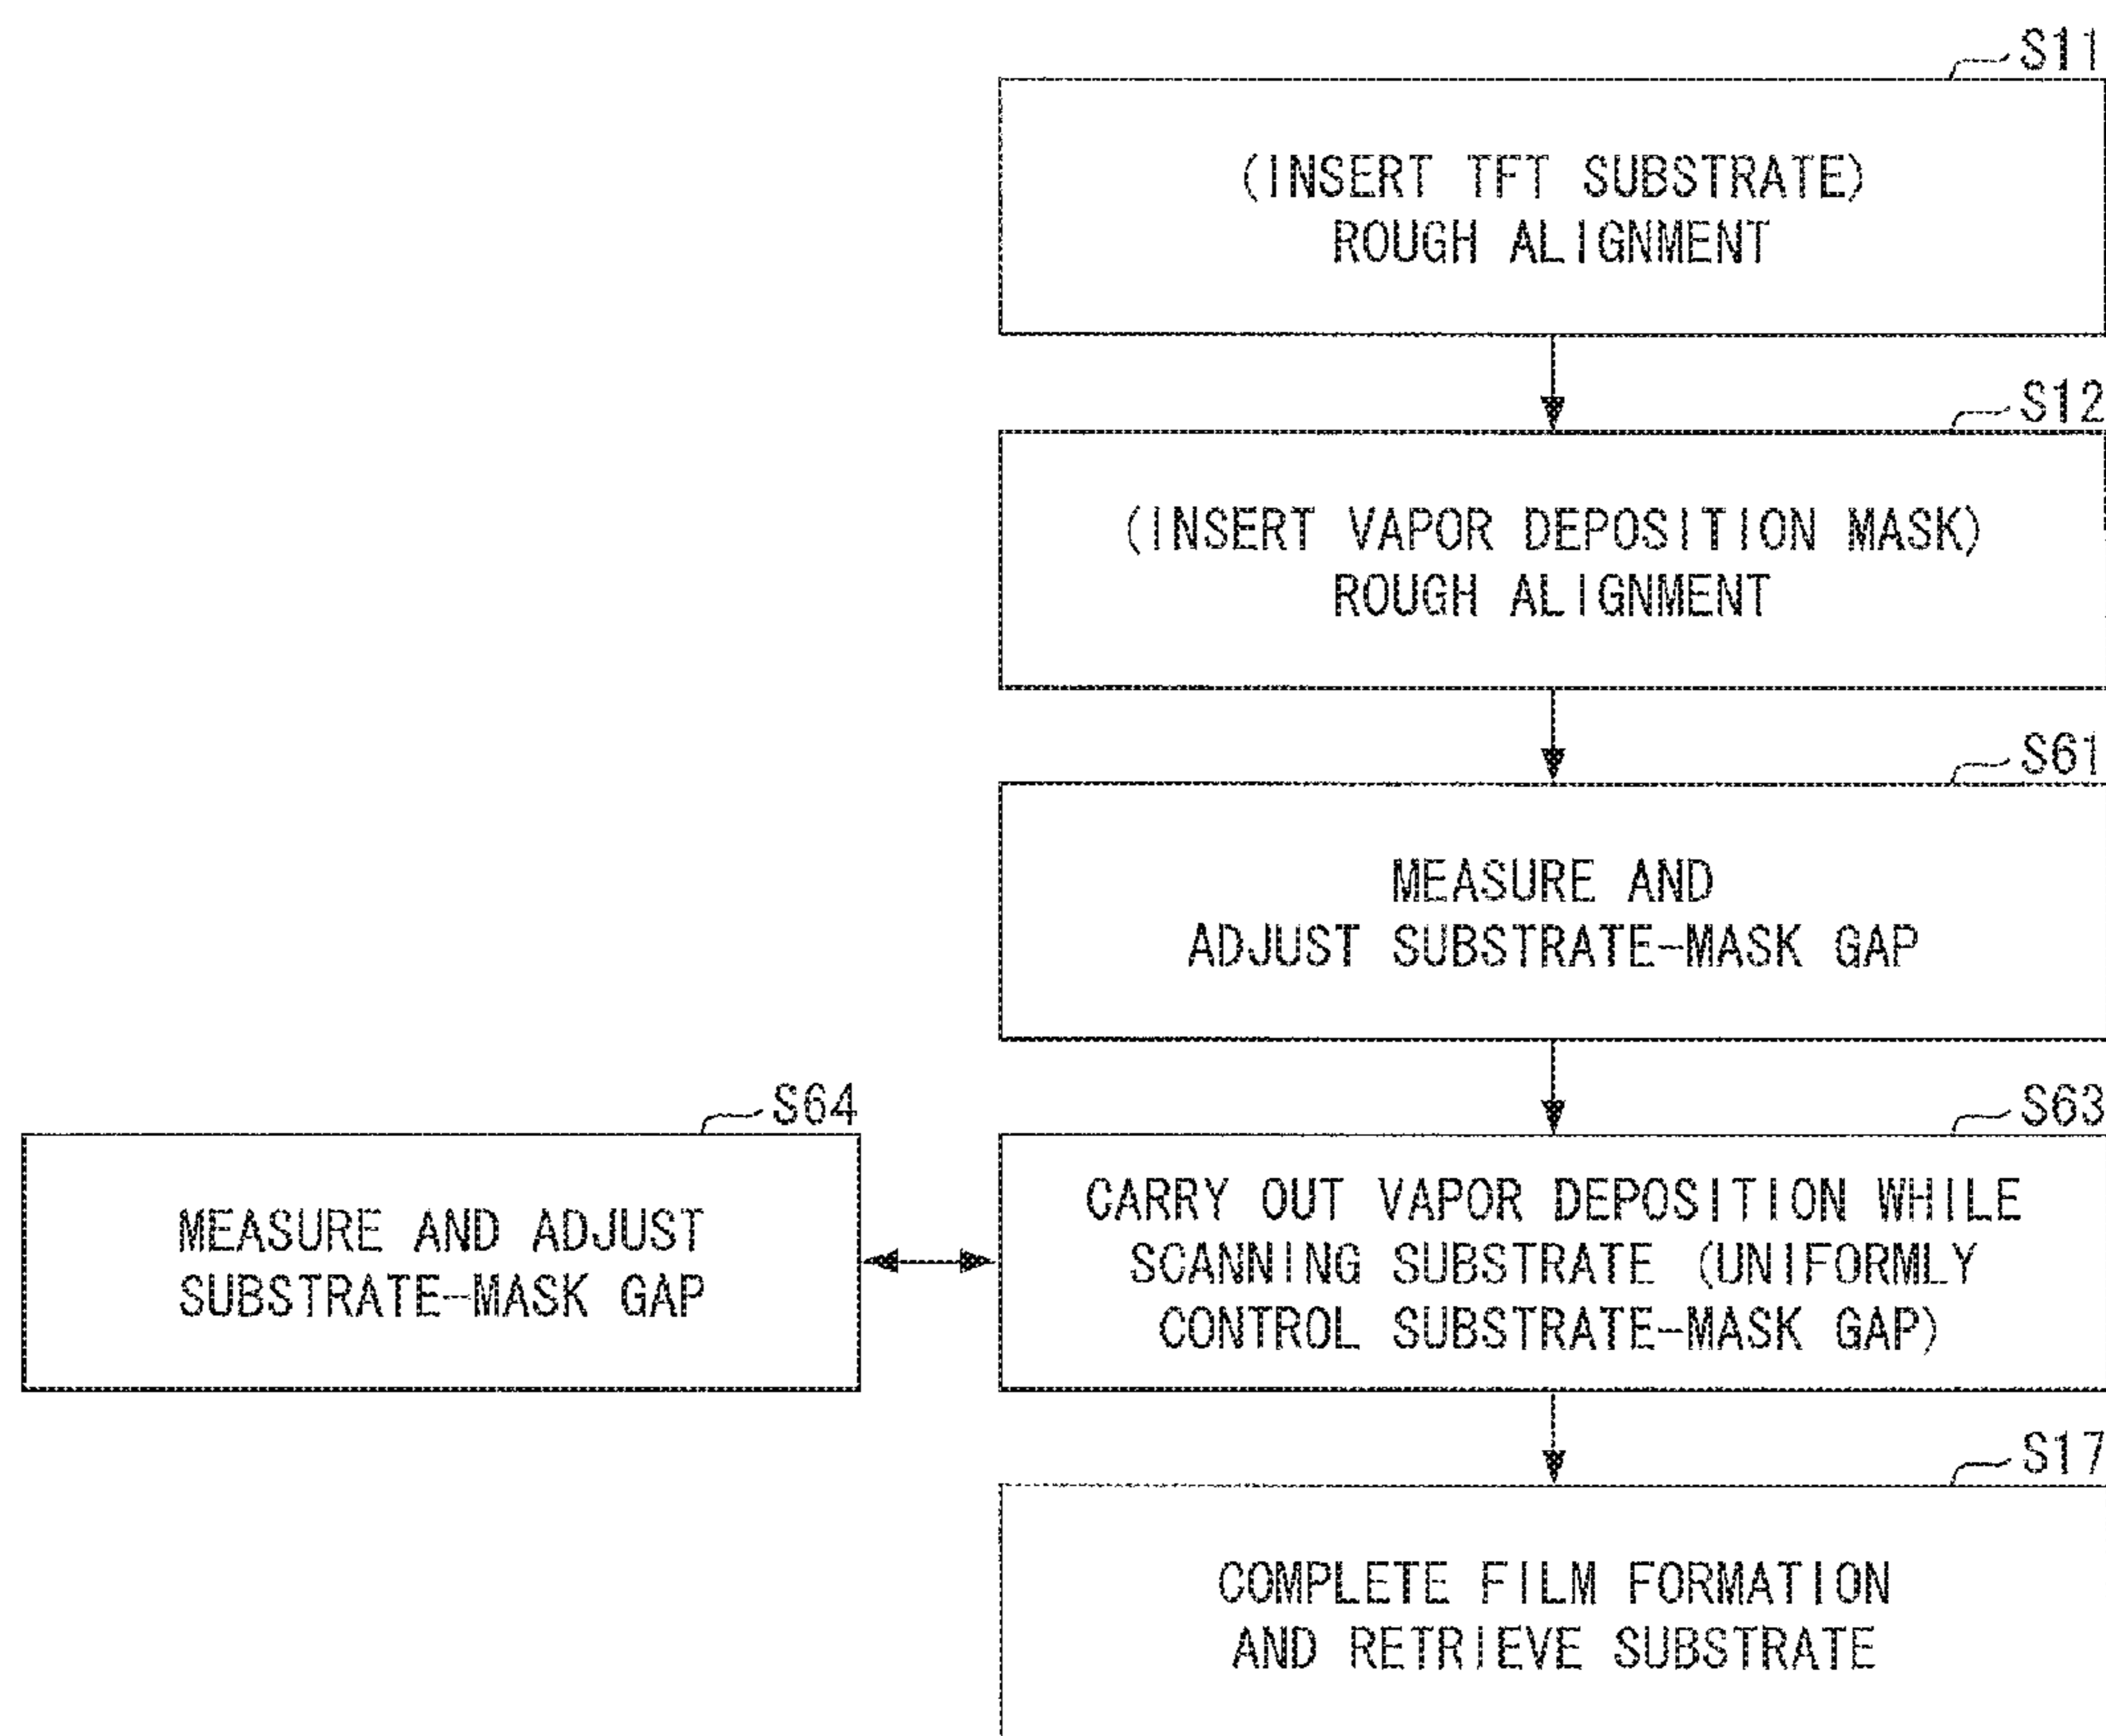 S11
(INSERT TFT SUBSTRATE)
ROUGH ALIGNMENT
S12
(INSERT VAPOR DEPOSITION MASK)
ROUGH ALIGNMENT
S61
MEASURE AND
ADJUST SUBSTRATE-MASK GAP
S64
MEASURE AND ADJUST
SUBSTRATE-MASK GAP
S63
CARRY OUT VAPOR DEPOSITION WHILE
SCANNING SUBSTRATE (UNIFORMLY
CONTROL SUBSTRATE-MASK GAP)
S17
COMPLETE FILM FORMATION
AND RETRIEVE SUBSTRATE